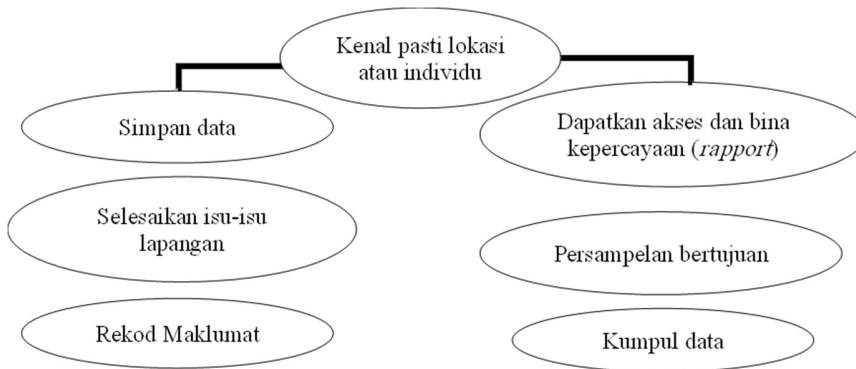 Kenal pasti lokasi
atau individu
Simpan data
Dapatkan akses dan bina
kepercayaan (rapport)
Selesaikan isu-isu
lapangan
Persampelan bertujuan
Rekod Maklumat
Kumpul data